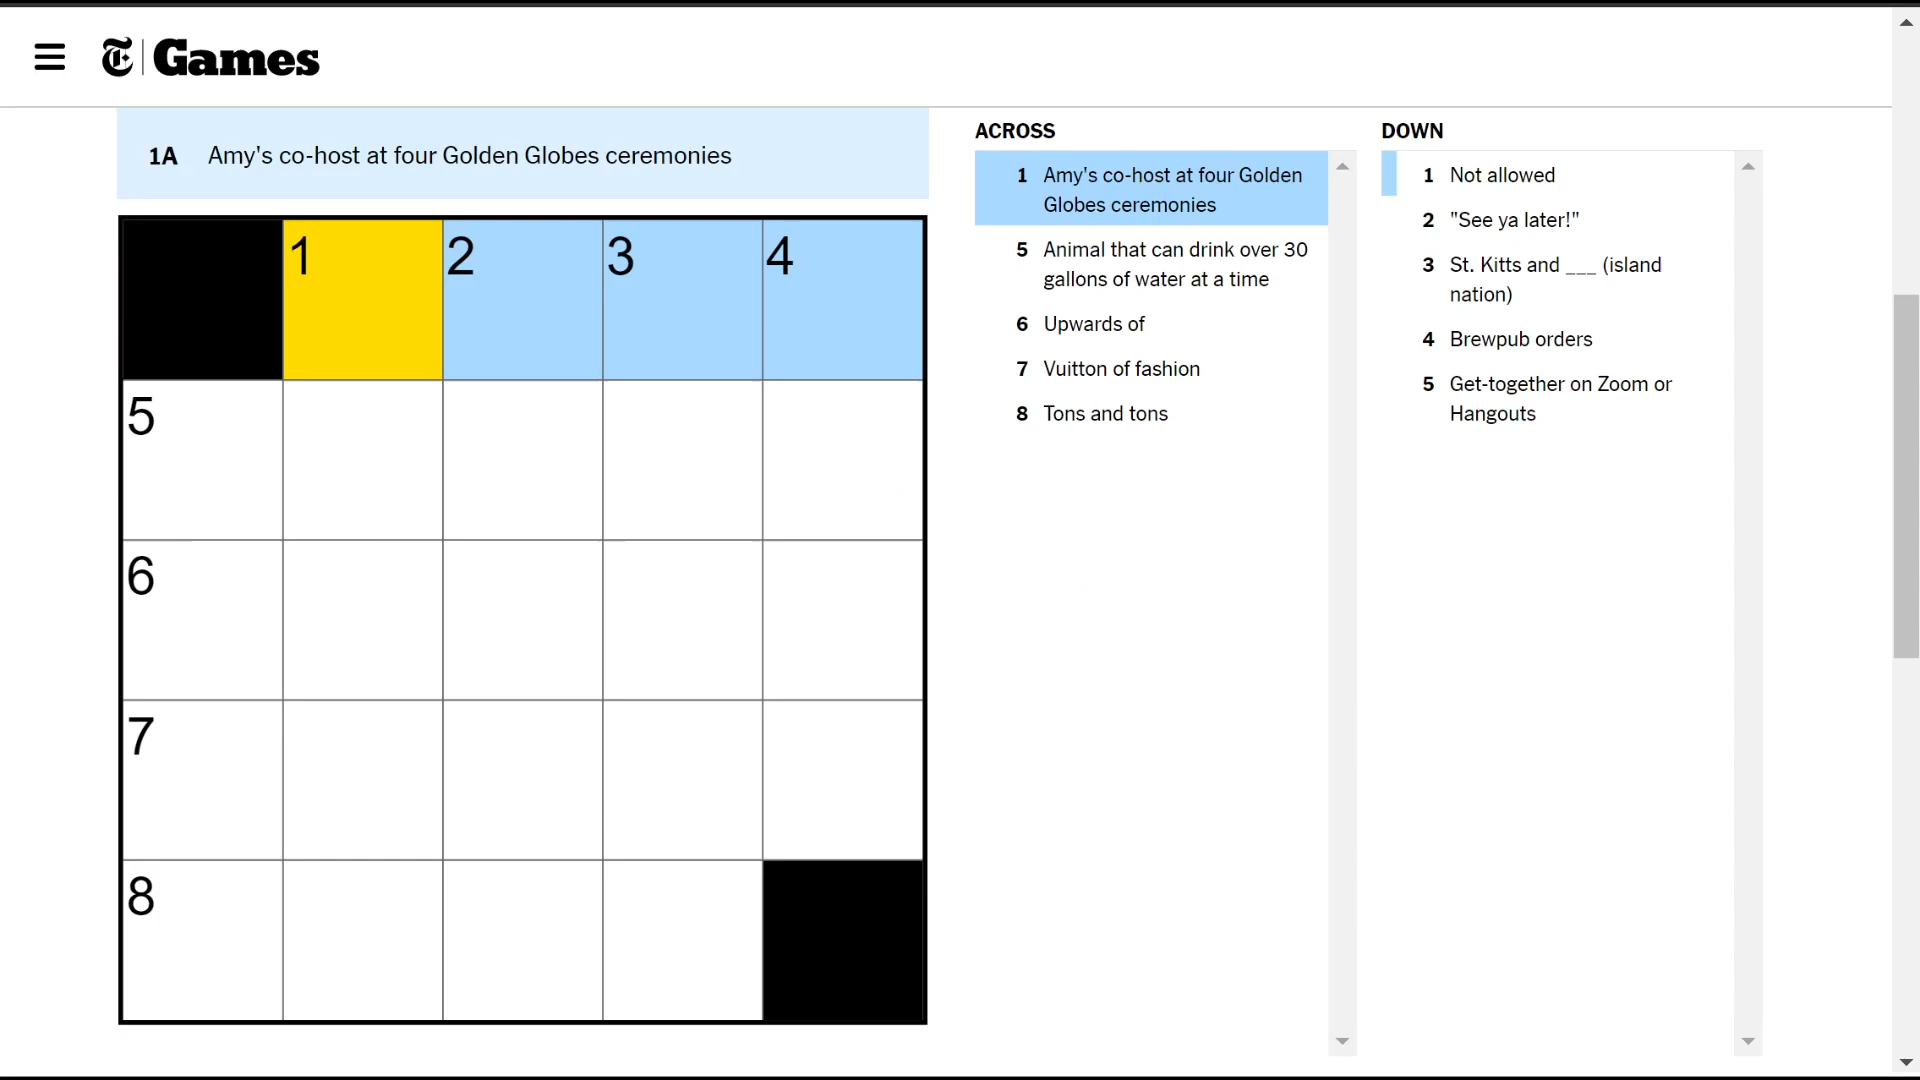 T Games
1A Amy's co-host at four Golden Globes ceremonies
1 2 3 4
5
6
7
8
ACROSS
1 Amy's co-host at four Golden
Globes ceremonies
5 Animal that can drink over 30
gallons of water at a time
6 Upwards of
7 Vuitton of fashion
8 Tons and tons
DOWN
1 Not allowed
2 "See ya later!"
3 St. Kitts and ___ (island
nation)
4 Brewpub orders
5 Get-together on Zoom or
Hangouts